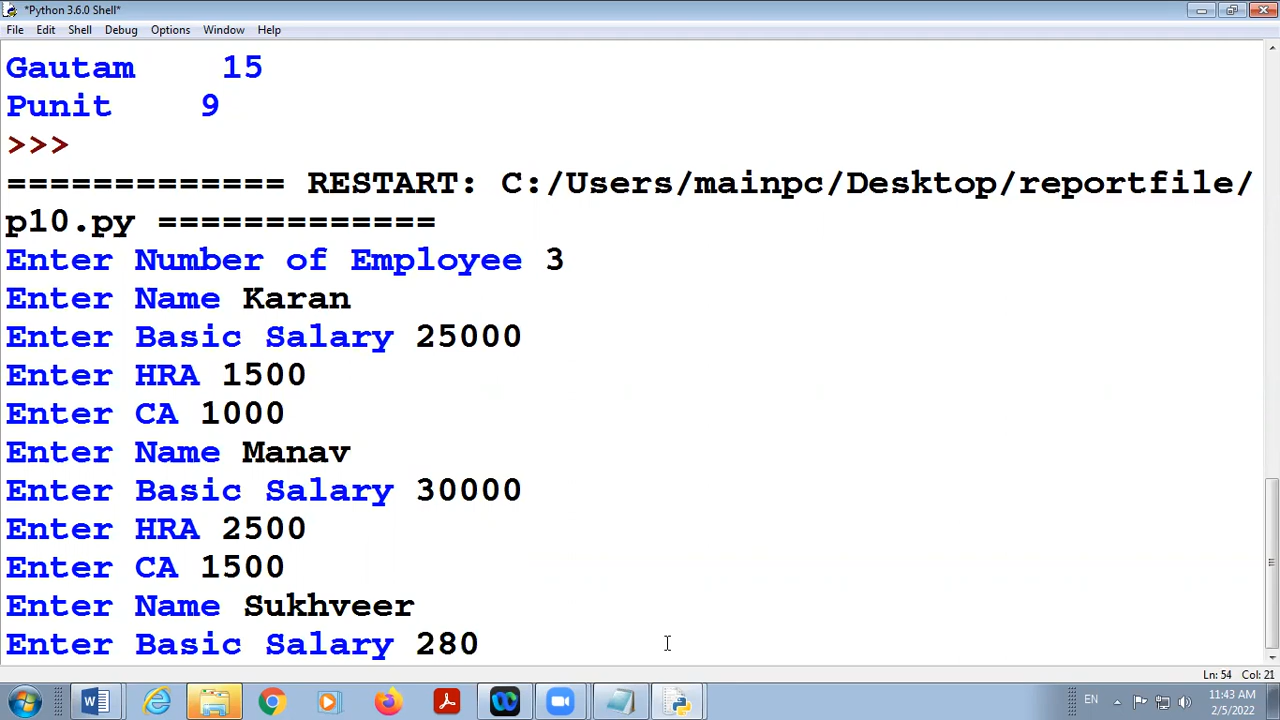 *Python 3.6.0 Shell*
File Edit Shell Debug Options Window Help
Gautam 15
Punit 9
>>>
============= RESTART: C:/Users/mainpc/Desktop/reportfile/
p10.py =============
Enter Number of Employee 3
Enter Name Karan
Enter Basic Salary 25000
Enter HRA 1500
Enter CA 1000
Enter Name Manav
Enter Basic Salary 30000
Enter HRA 2500
Enter CA 1500
Enter Name Sukhveer
Enter Basic Salary 280
Ln: 54 Col: 21
EN 11:43 AM
2/5/2022